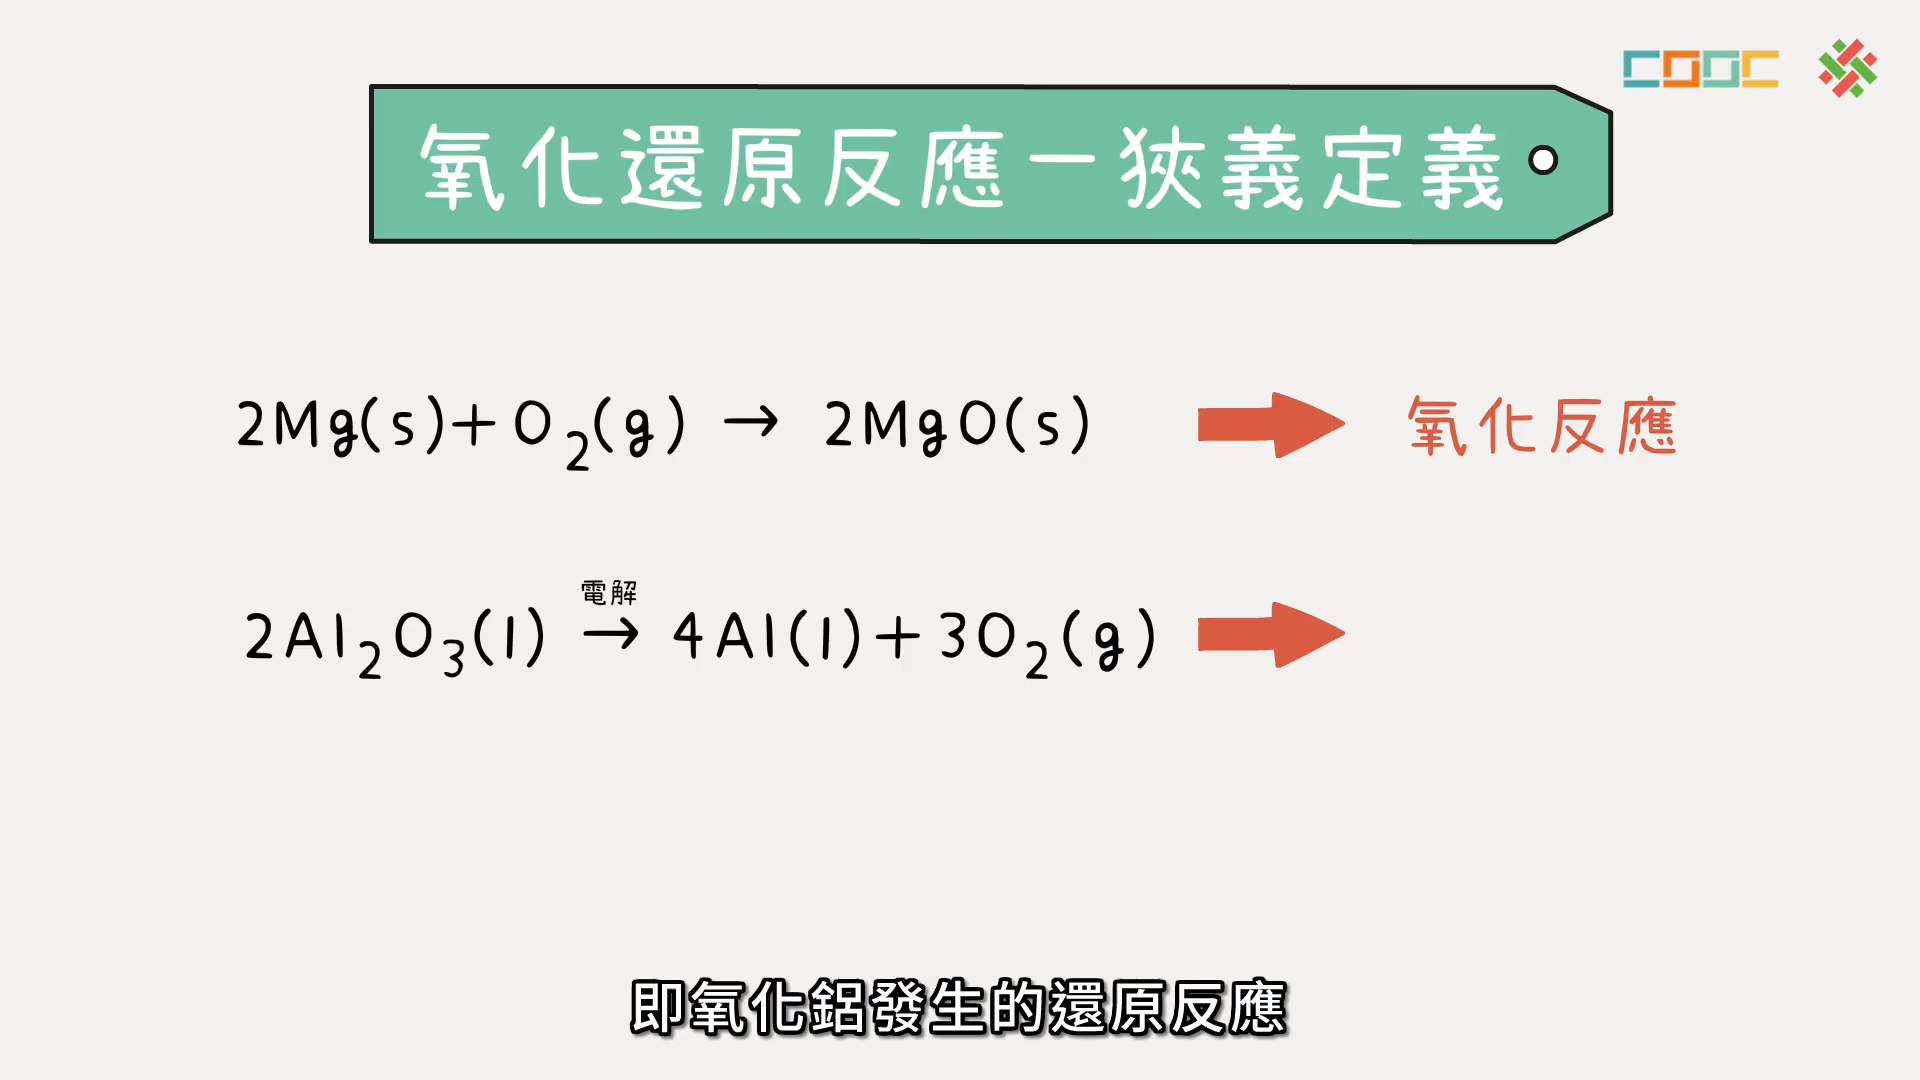 COOC
氧化還原反應－狹義定義
2Mg(s)+O₂(g) → 2MgO(s) 氧化反應
電解
2Al₂O₃(l) → 4Al(l)+3O₂(g)
即氧化鋁發生的還原反應